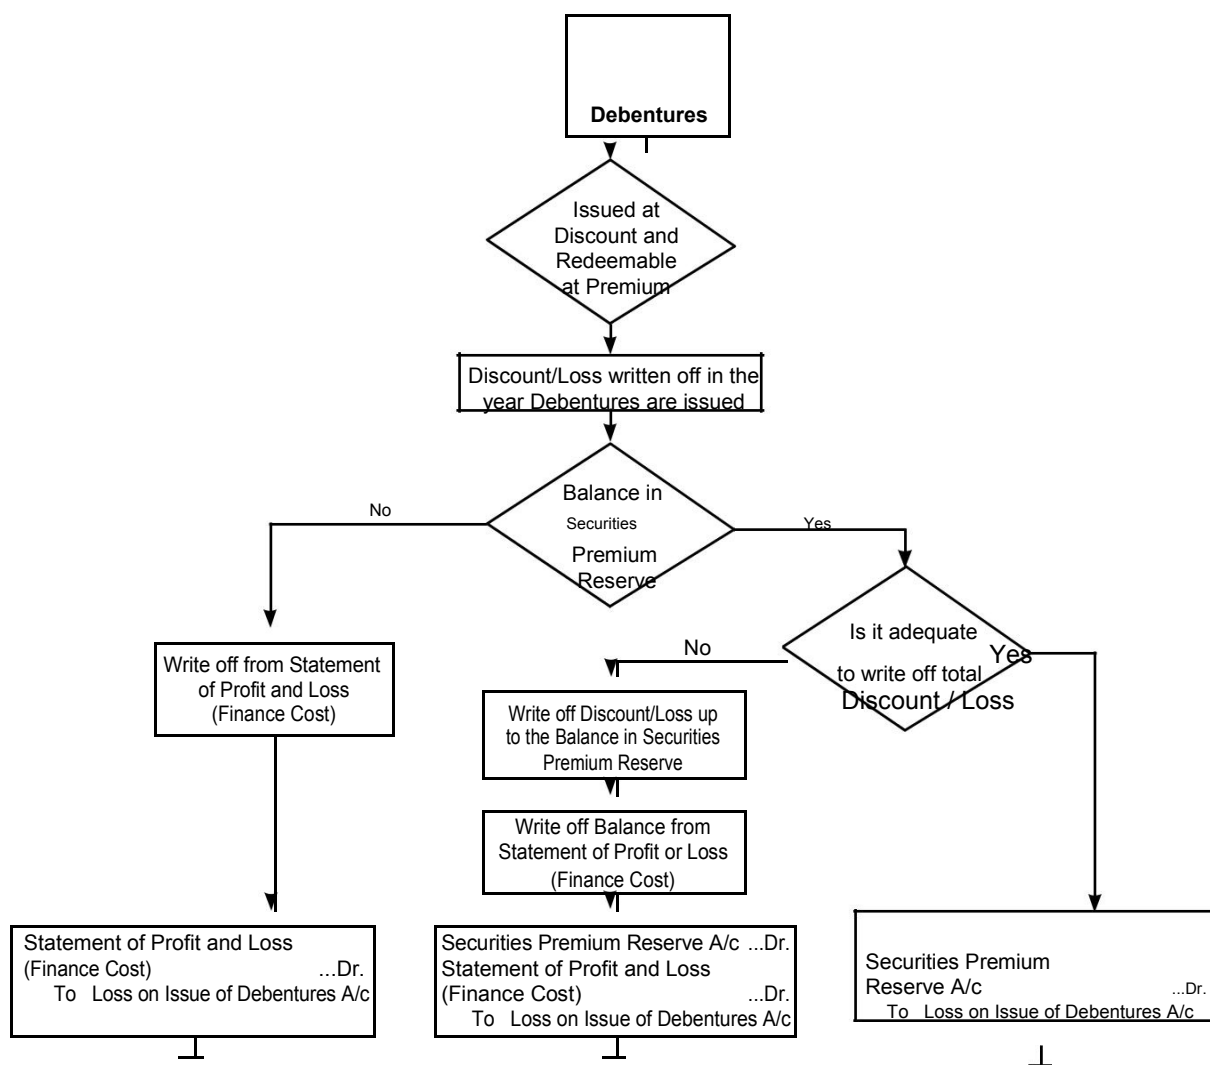 Debentures
Issued at
Discount and
Redeemable
at Premium
Discount/Loss written off in the
year Debentures are issued
Balance in
Securities
Premium
Reserve
No
Yes
Is it adequate
to write off total
Discount / Loss
No
Yes
Write off from Statement
of Profit and Loss
(Finance Cost)
Write off Discount/Loss up
to the Balance in Securities
Premium Reserve
Write off Balance from
Statement of Profit or Loss
(Finance Cost)
Statement of Profit and Loss
(Finance Cost) ...Dr.
To Loss on Issue of Debentures A/c
Securities Premium Reserve A/c ...Dr.
Statement of Profit and Loss
(Finance Cost) ...Dr.
To Loss on Issue of Debentures A/c
Securities Premium
Reserve A/c ...Dr.
To Loss on Issue of Debentures A/c